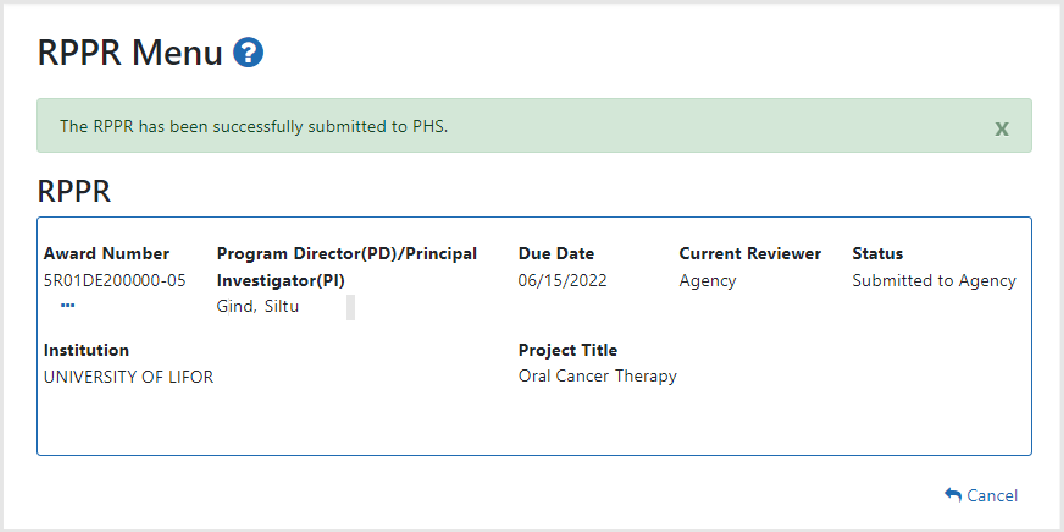 RPPR Menu ?
The RPPR has been successfully submitted to PHS.
x
RPPR
Award Number
5R01DE200000-05
...
Program Director(PD)/Principal
Investigator(PI)
Gind, Siltu
Due Date
06/15/2022
Current Reviewer
Agency
Status
Submitted to Agency
Institution
UNIVERSITY OF LIFOR
Project Title
Oral Cancer Therapy
Cancel